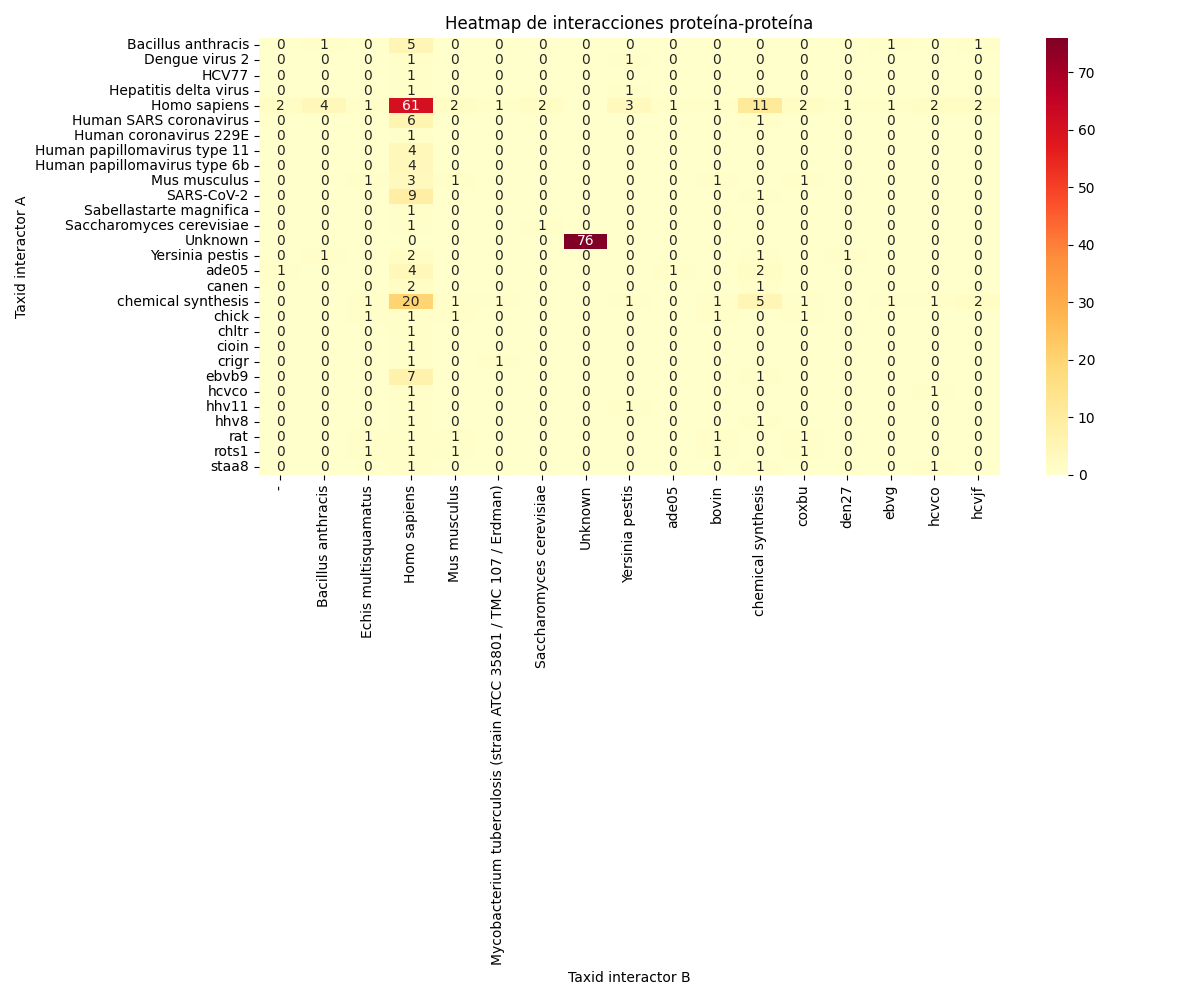 Heatmap de interacciones proteína-proteína
Taxid interactor A
Bacillus anthracis 0 1 0 5 0 0 0 0 0 0 0 0 0 0 1 0 1
Dengue virus 2 0 0 0 1 0 0 0 0 1 0 0 0 0 0 0 0 0
HCV77 0 0 0 1 0 0 0 0 0 0 0 0 0 0 0 0 0
Hepatitis delta virus 0 0 0 1 0 0 0 0 1 0 0 0 0 0 0 0 0
Homo sapiens 2 4 1 61 2 1 2 0 3 1 1 11 2 1 1 2 2
Human SARS coronavirus 0 0 0 6 0 0 0 0 0 0 0 1 0 0 0 0 0
Human coronavirus 229E 0 0 0 1 0 0 0 0 0 0 0 0 0 0 0 0 0
Human papillomavirus type 11 0 0 0 4 0 0 0 0 0 0 0 0 0 0 0 0 0
Human papillomavirus type 6b 0 0 0 4 0 0 0 0 0 0 0 0 0 0 0 0 0
Mus musculus 0 0 1 3 1 0 0 0 0 0 1 0 1 0 0 0 0
SARS-CoV-2 0 0 0 9 0 0 0 0 0 0 0 1 0 0 0 0 0
Sabellastarte magnifica 0 0 0 1 0 0 0 0 0 0 0 0 0 0 0 0 0
Saccharomyces cerevisiae 0 0 0 1 0 0 1 0 0 0 0 0 0 0 0 0 0
Unknown 0 0 0 0 0 0 0 76 0 0 0 0 0 0 0 0 0
Yersinia pestis 0 1 0 2 0 0 0 0 0 0 0 1 0 1 0 0 0
ade05 1 0 0 4 0 0 0 0 0 1 0 2 0 0 0 0 0
canen 0 0 0 2 0 0 0 0 0 0 0 1 0 0 0 0 0
chemical synthesis 0 0 1 20 1 1 0 0 1 0 1 5 1 0 1 1 2
chick 0 0 1 1 1 0 0 0 0 0 1 0 1 0 0 0 0
chltr 0 0 0 1 0 0 0 0 0 0 0 0 0 0 0 0 0
cioin 0 0 0 1 0 0 0 0 0 0 0 0 0 0 0 0 0
crigr 0 0 0 1 0 1 0 0 0 0 0 0 0 0 0 0 0
ebvb9 0 0 0 7 0 0 0 0 0 0 0 1 0 0 0 0 0
hcvco 0 0 0 1 0 0 0 0 0 0 0 0 0 0 0 1 0
hhv11 0 0 0 1 0 0 0 0 1 0 0 0 0 0 0 0 0
hhv8 0 0 0 1 0 0 0 0 0 0 0 1 0 0 0 0 0
rat 0 0 1 1 1 0 0 0 0 0 1 0 1 0 0 0 0
rots1 0 0 1 1 1 0 0 0 0 0 1 0 1 0 0 0 0
staa8 0 0 0 1 0 0 0 0 0 0 0 1 0 0 0 1 0
-
Bacillus anthracis
Echis multisquamatus
Homo sapiens
Mus musculus
Mycobacterium tuberculosis (strain ATCC 35801 / TMC 107 / Erdman)
Saccharomyces cerevisiae
Unknown
Yersinia pestis
ade05
bovin
chemical synthesis
coxbu
den27
ebvg
hcvco
hcvjf
Taxid interactor B
70
60
50
40
30
20
10
0